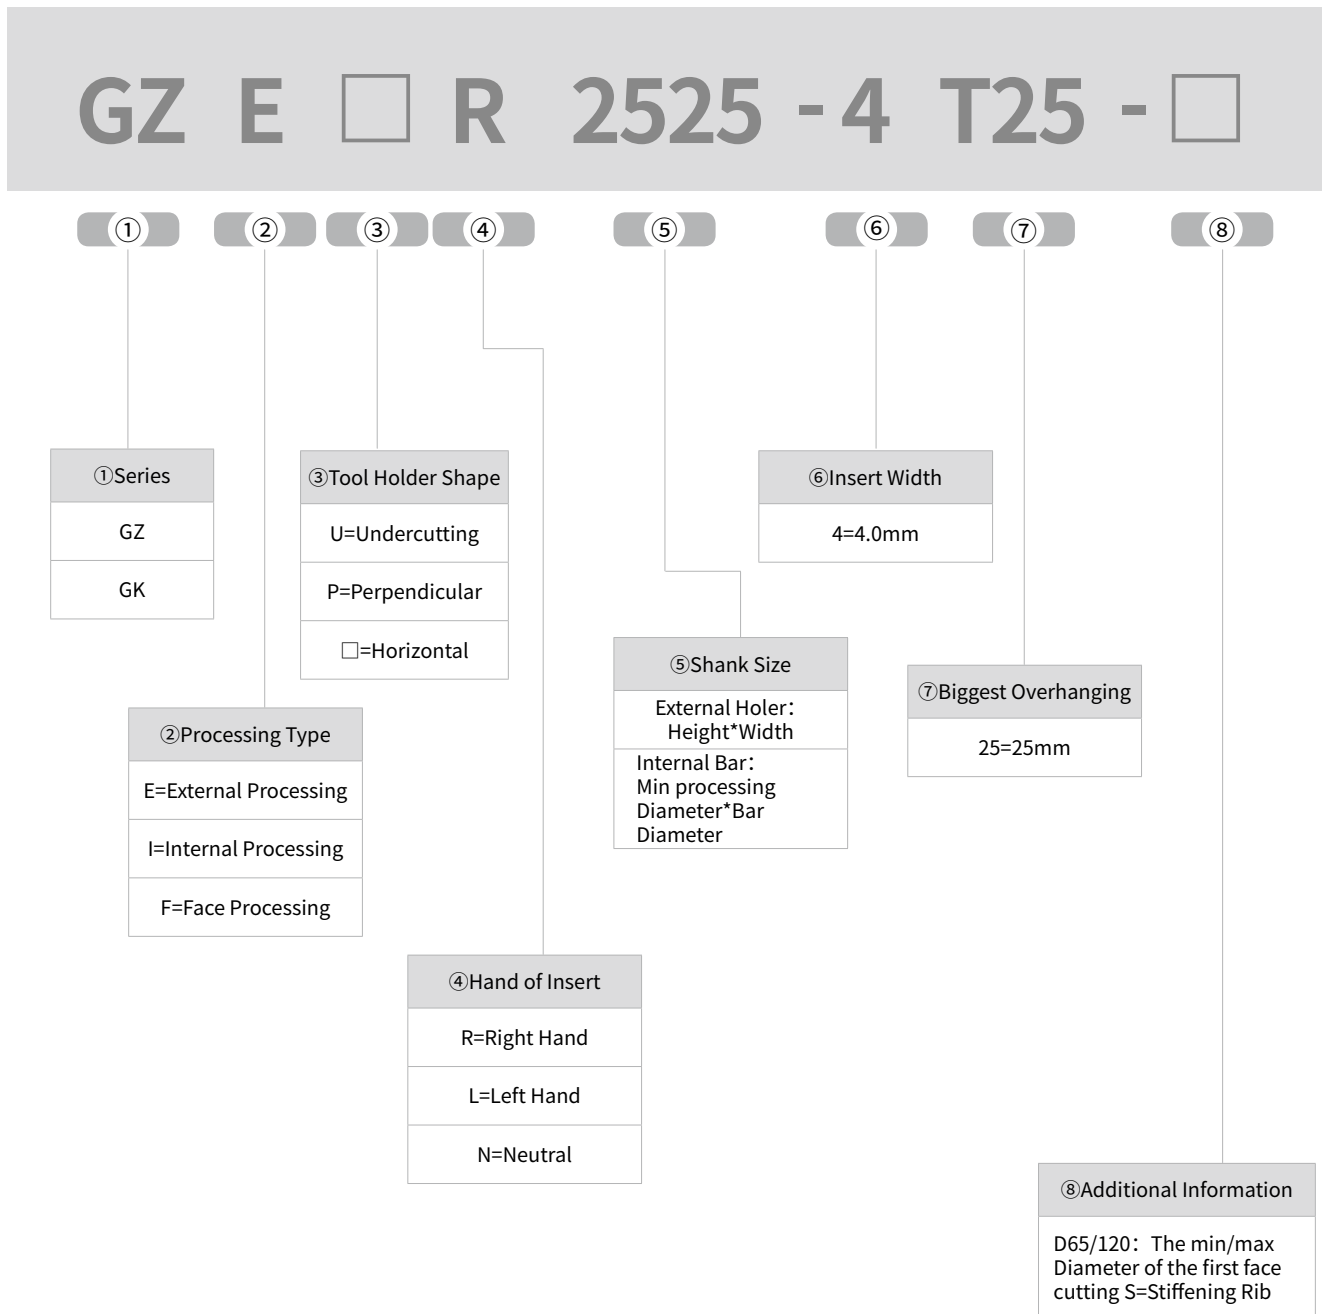 GZ E □ R 2525 - 4 T25 - □
① ② ③ ④ ⑤ ⑥ ⑦ ⑧
①Series
GZ
GK
③Tool Holder Shape
U=Undercutting
P=Perpendicular
□=Horizontal
⑥Insert Width
4=4.0mm
⑤Shank Size
External Holer：
Height*Width
Internal Bar：
Min processing
Diameter*Bar
Diameter
⑦Biggest Overhanging
25=25mm
②Processing Type
E=External Processing
I=Internal Processing
F=Face Processing
④Hand of Insert
R=Right Hand
L=Left Hand
N=Neutral
⑧Additional Information
D65/120：The min/max
Diameter of the first face
cutting S=Stiffening Rib